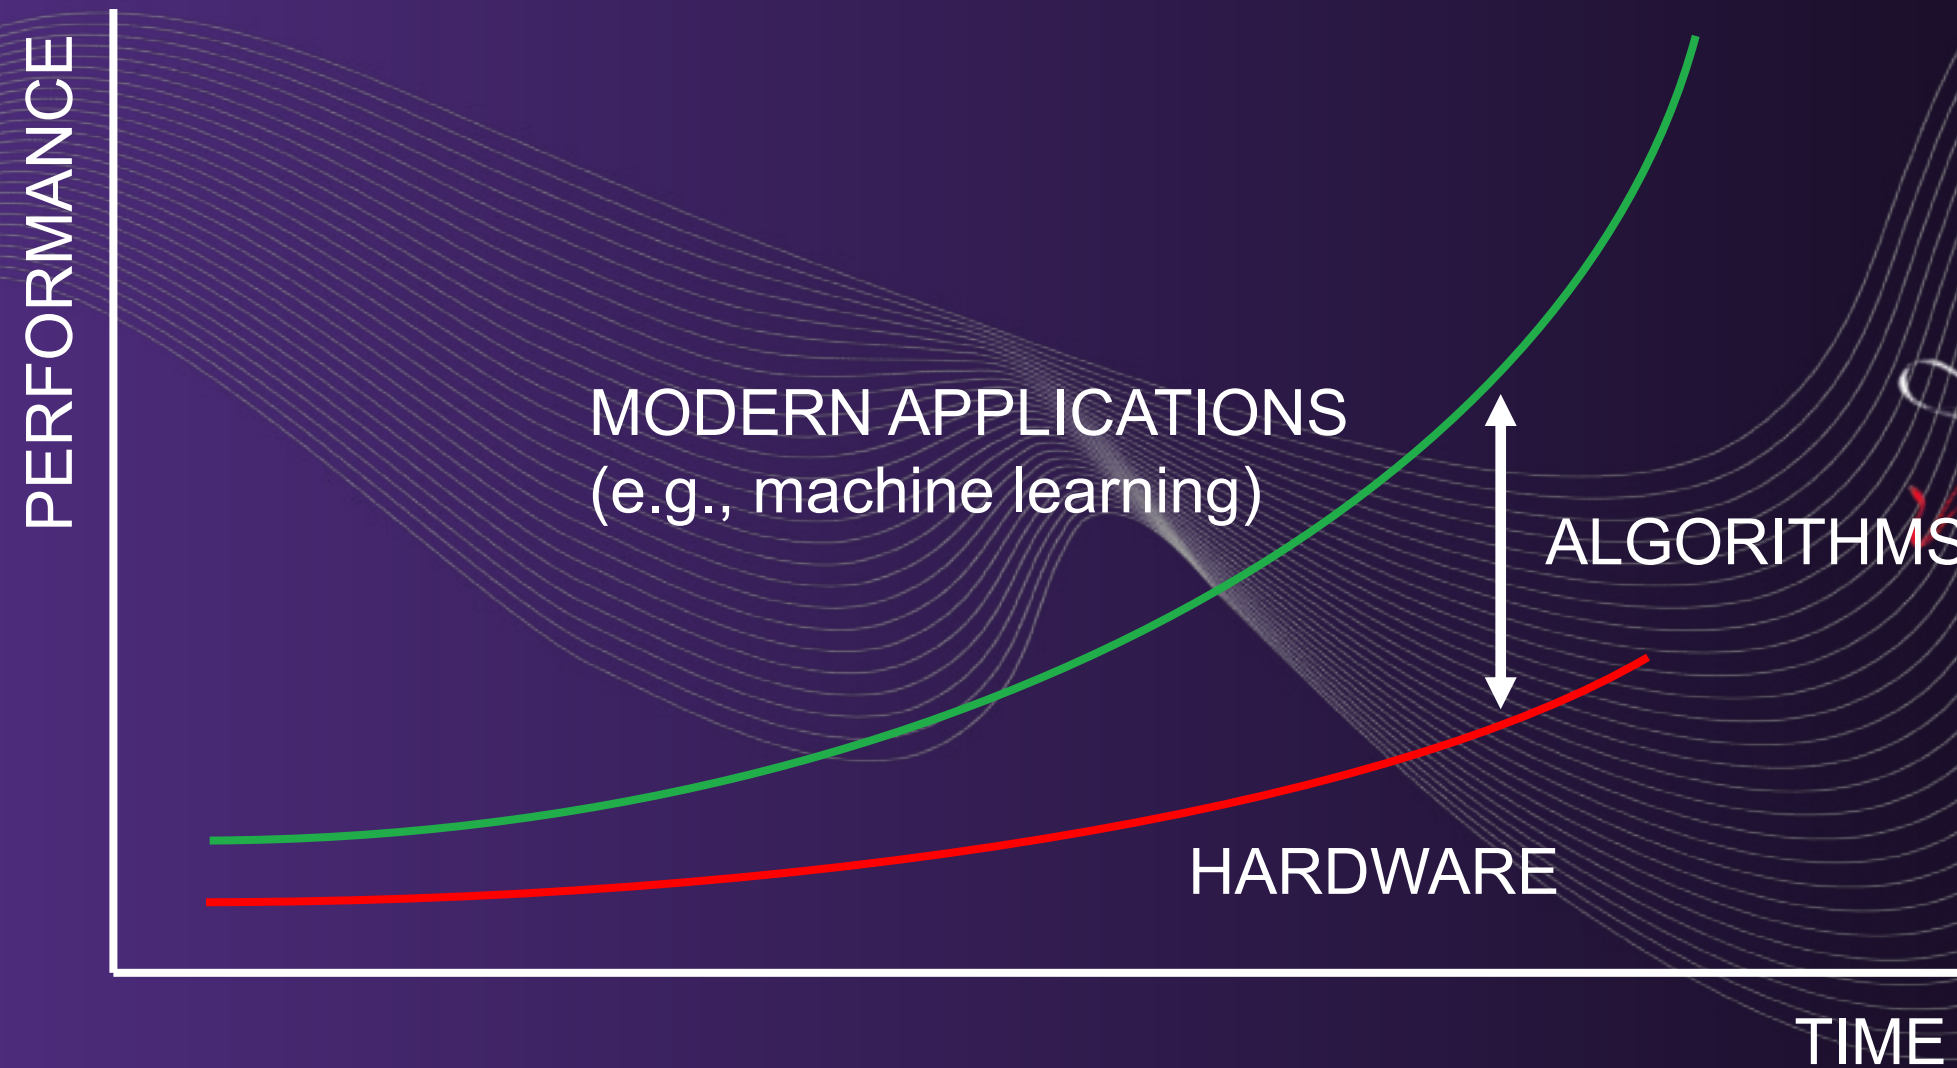 PERFORMANCE
MODERN APPLICATIONS
(e.g., machine learning)
ALGORITHMS
HARDWARE
TIME